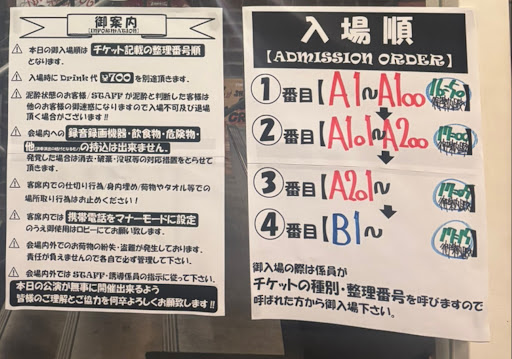 御案内
【INFORMATION】
本日の御入場順は チケット記載の整理番号順
となります。
入場時にDrink代 ¥700 を別途頂きます。
泥酔状態のお客様/STAFFが泥酔と判断した客様は
他のお客様の御迷惑になりますので入場不可及び退場
頂く場合がございます!!
会場内への 録音録画機器・飲食物・危険物・
他 の持込は出来ません。
発覚した場合は消去・破棄・没収等の対応措置をとらせて
頂きます。
客席内での仕切り行為/身内埋め/荷物やタオル等での
場所取り行為はお止めください!
客席内では 携帯電話をマナーモードに設定
のうえ御使用はロビーにてお願い致します。
会場内外でのお荷物の紛失・盗難が発生しております。
責任が負えませんので各自で必ず管理して下さい。
会場内外では STAFF・誘導係員の指示に従って下さい。
本日の公演が無事に開催出来るよう
皆様のご理解とご協力を何卒よろしくお願い致します!!
入場順
【ADMISSION ORDER】
①番目【A1〜A100
②番目【A101〜A200
③番目【A201〜
④番目【B1〜
御入場の際は係員が
チケットの種別・整理番号を呼びますので
呼ばれた方から御入場下さい。